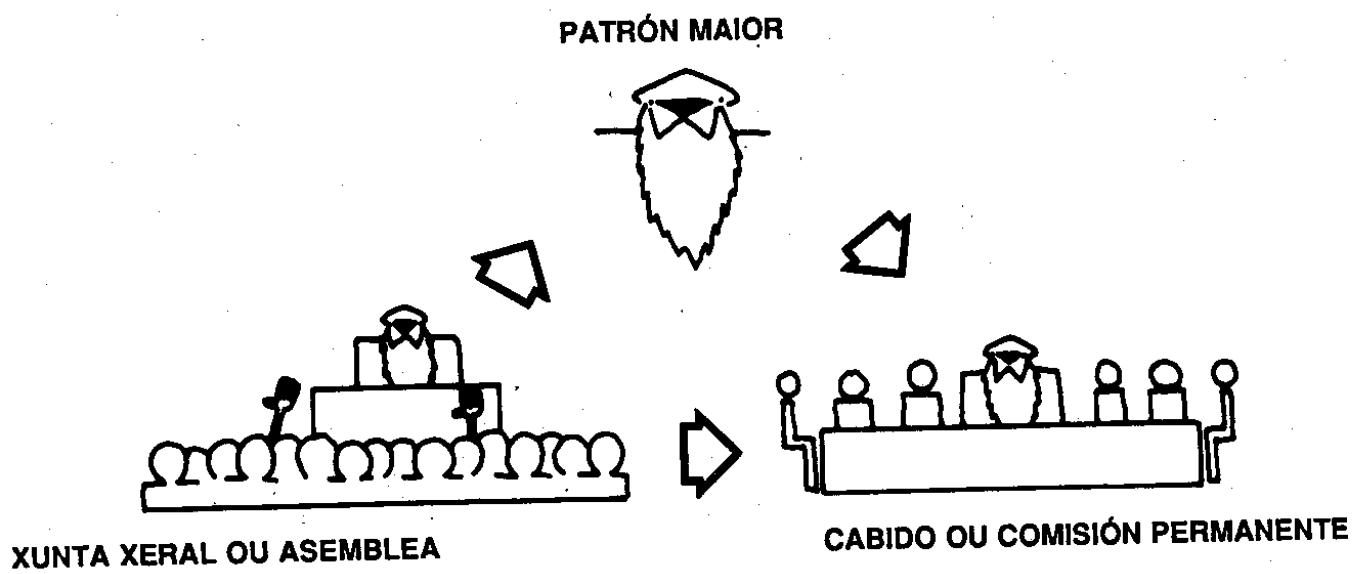 PATRÓN MAIOR
XUNTA XERAL OU ASEMBLEA
CABIDO OU COMISIÓN PERMANENTE